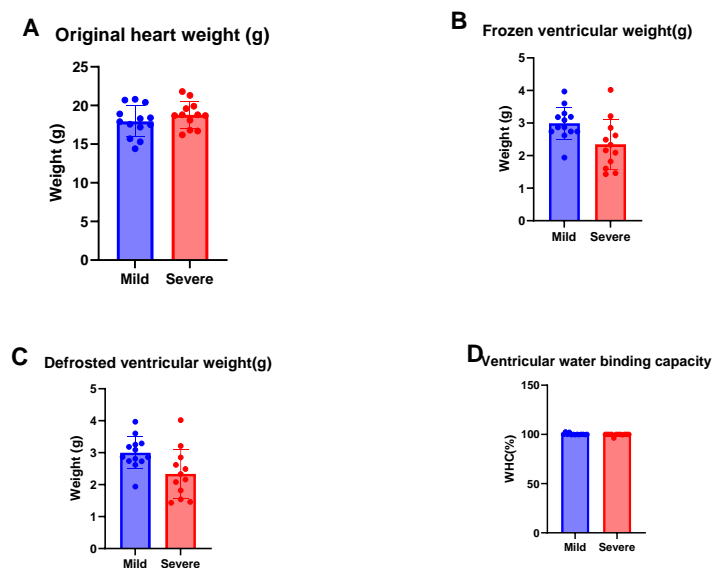 A
Original heart weight (g)
25
20
15
10
5
0
Weight (g)
Mild
Severe
B
Frozen ventricular weight(g)
5
4
3
2
1
0
Weight (g)
Mild
Severe
C
Defrosted ventricular weight(g)
5
4
3
2
1
0
Weight (g)
Mild
Severe
D
Ventricular water binding capacity
150
100
50
0
WHC(%)
Mild
Severe